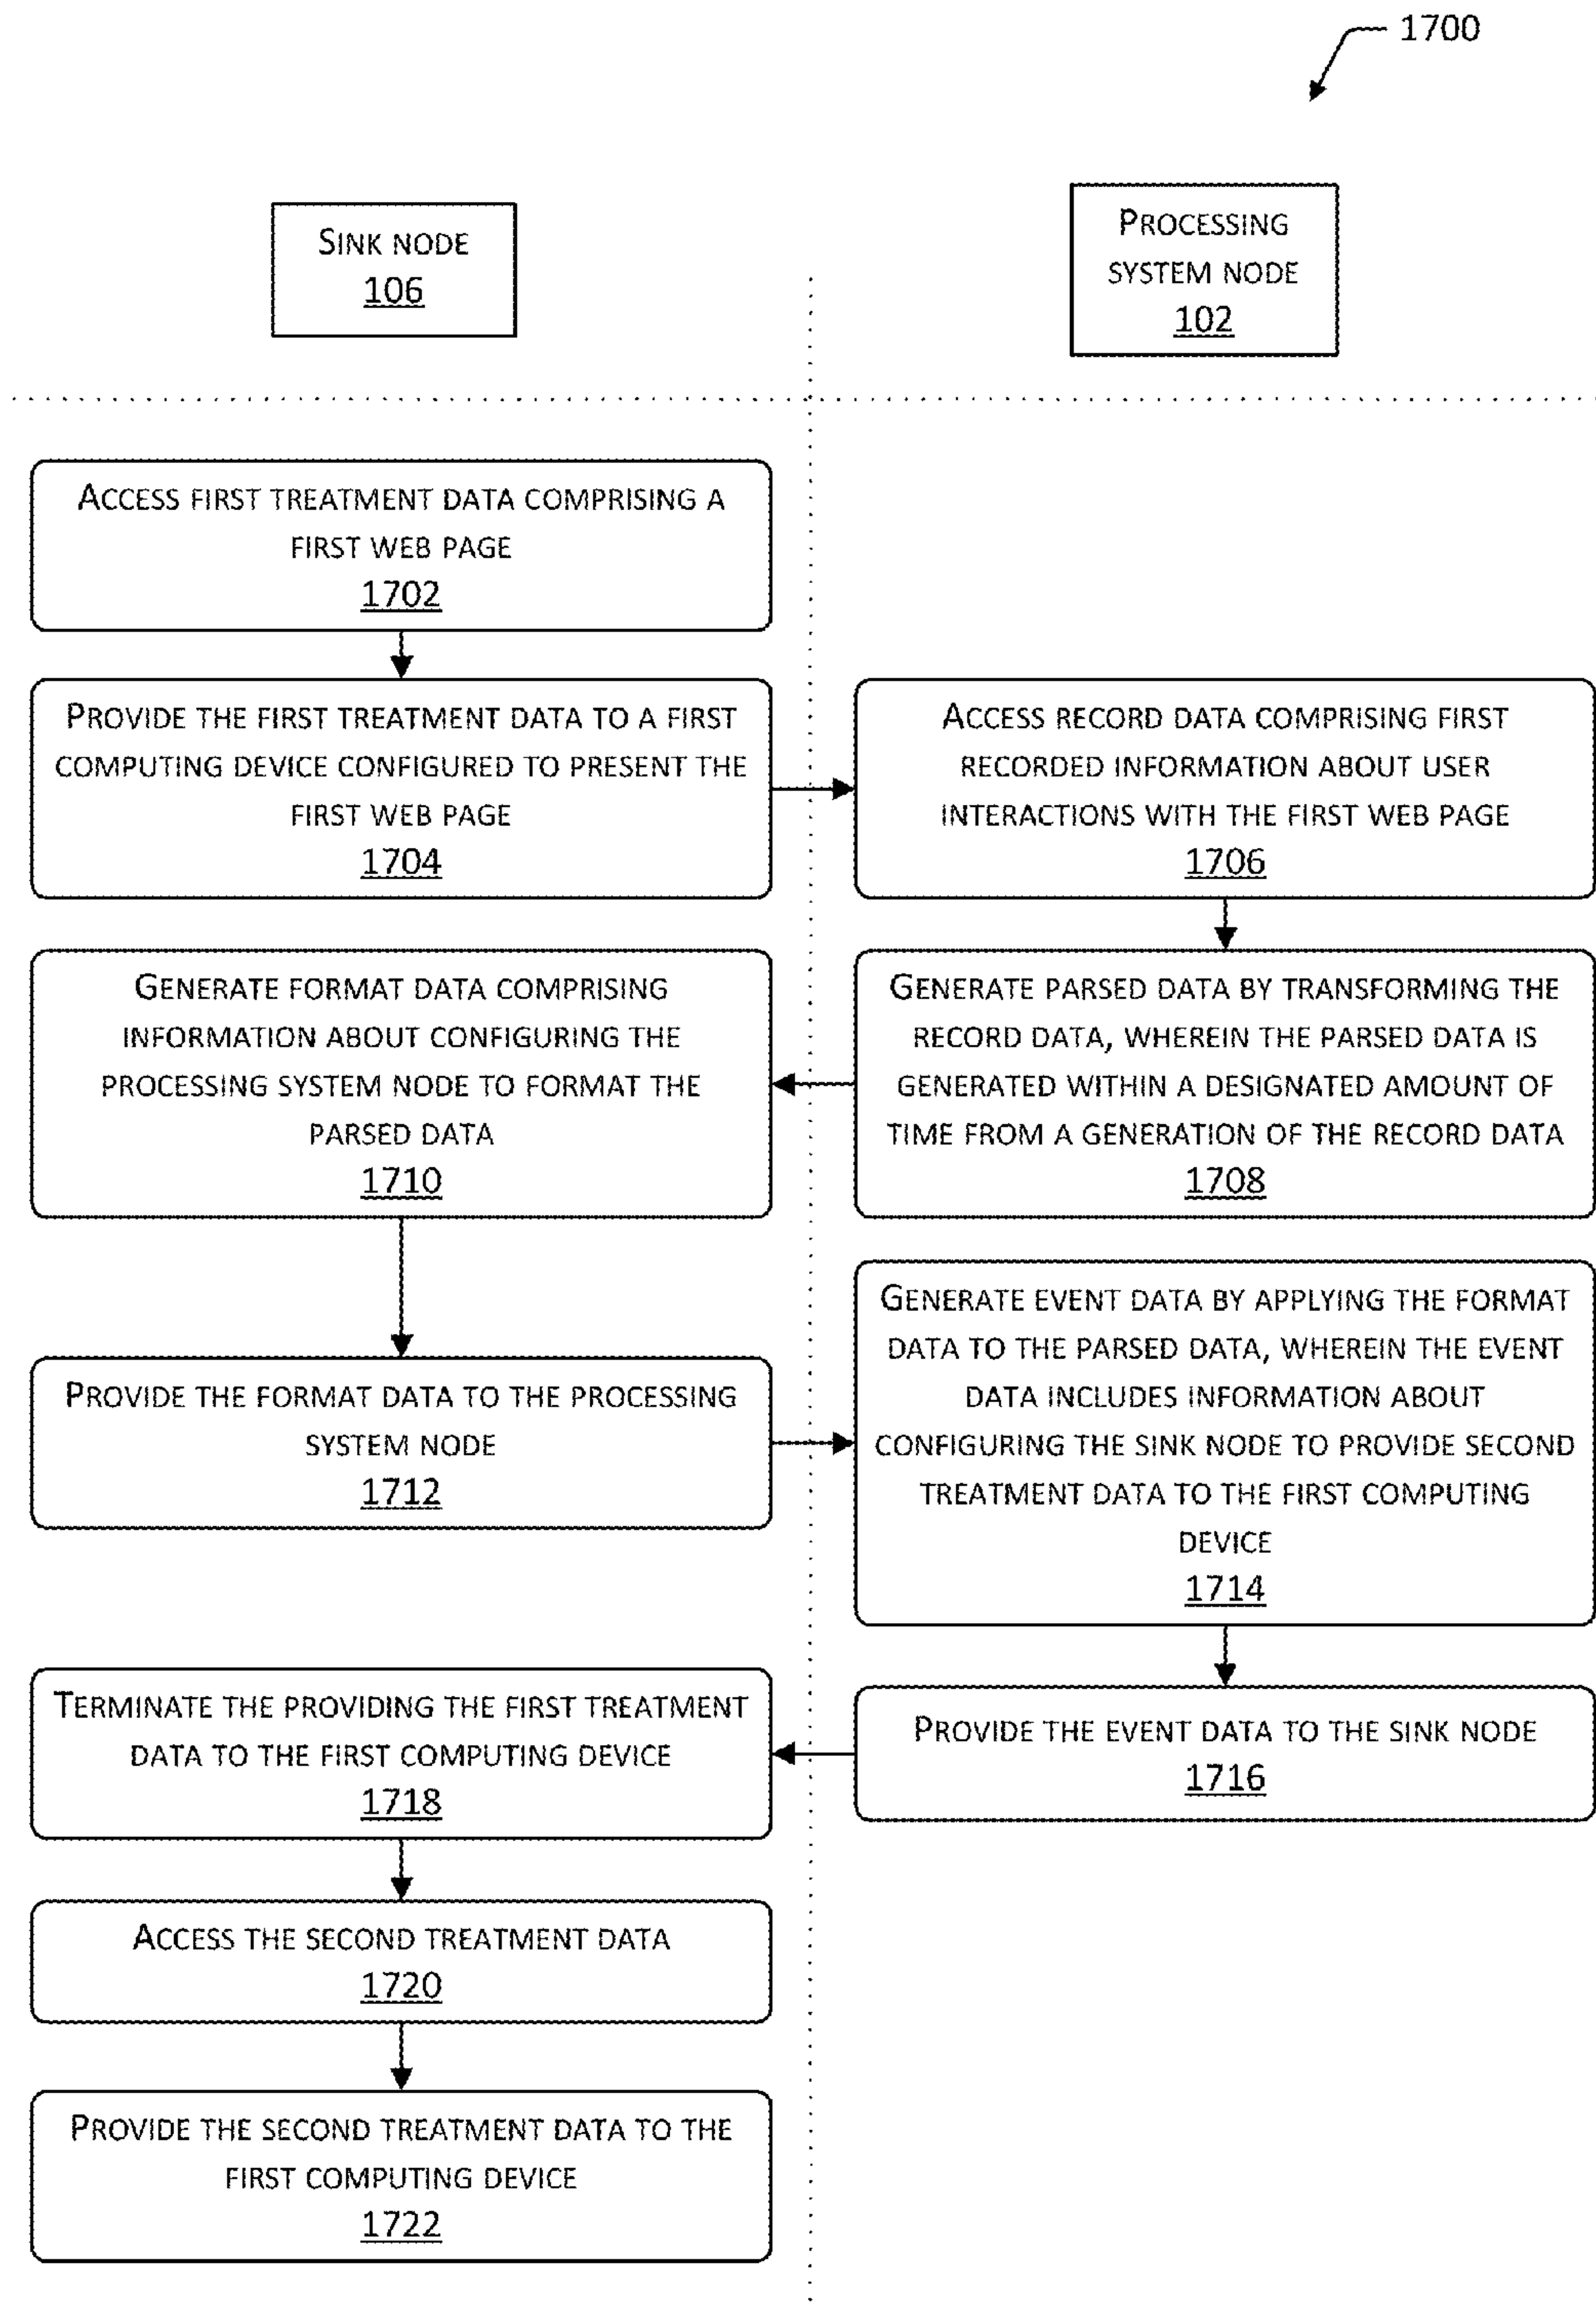 1700
SINK NODE
106
PROCESSING
SYSTEM NODE
102
ACCESS FIRST TREATMENT DATA COMPRISING A
FIRST WEB PAGE
1702
PROVIDE THE FIRST TREATMENT DATA TO A FIRST
COMPUTING DEVICE CONFIGURED TO PRESENT THE
FIRST WEB PAGE
1704
ACCESS RECORD DATA COMPRISING FIRST
RECORDED INFORMATION ABOUT USER
INTERACTIONS WITH THE FIRST WEB PAGE
1706
GENERATE PARSED DATA BY TRANSFORMING THE
RECORD DATA, WHEREIN THE PARSED DATA IS
GENERATED WITHIN A DESIGNATED AMOUNT OF
TIME FROM A GENERATION OF THE RECORD DATA
1708
GENERATE FORMAT DATA COMPRISING
INFORMATION ABOUT CONFIGURING THE
PROCESSING SYSTEM NODE TO FORMAT THE
PARSED DATA
1710
PROVIDE THE FORMAT DATA TO THE PROCESSING
SYSTEM NODE
1712
GENERATE EVENT DATA BY APPLYING THE FORMAT
DATA TO THE PARSED DATA, WHEREIN THE EVENT
DATA INCLUDES INFORMATION ABOUT
CONFIGURING THE SINK NODE TO PROVIDE SECOND
TREATMENT DATA TO THE FIRST COMPUTING
DEVICE
1714
PROVIDE THE EVENT DATA TO THE SINK NODE
1716
TERMINATE THE PROVIDING THE FIRST TREATMENT
DATA TO THE FIRST COMPUTING DEVICE
1718
ACCESS THE SECOND TREATMENT DATA
1720
PROVIDE THE SECOND TREATMENT DATA TO THE
FIRST COMPUTING DEVICE
1722